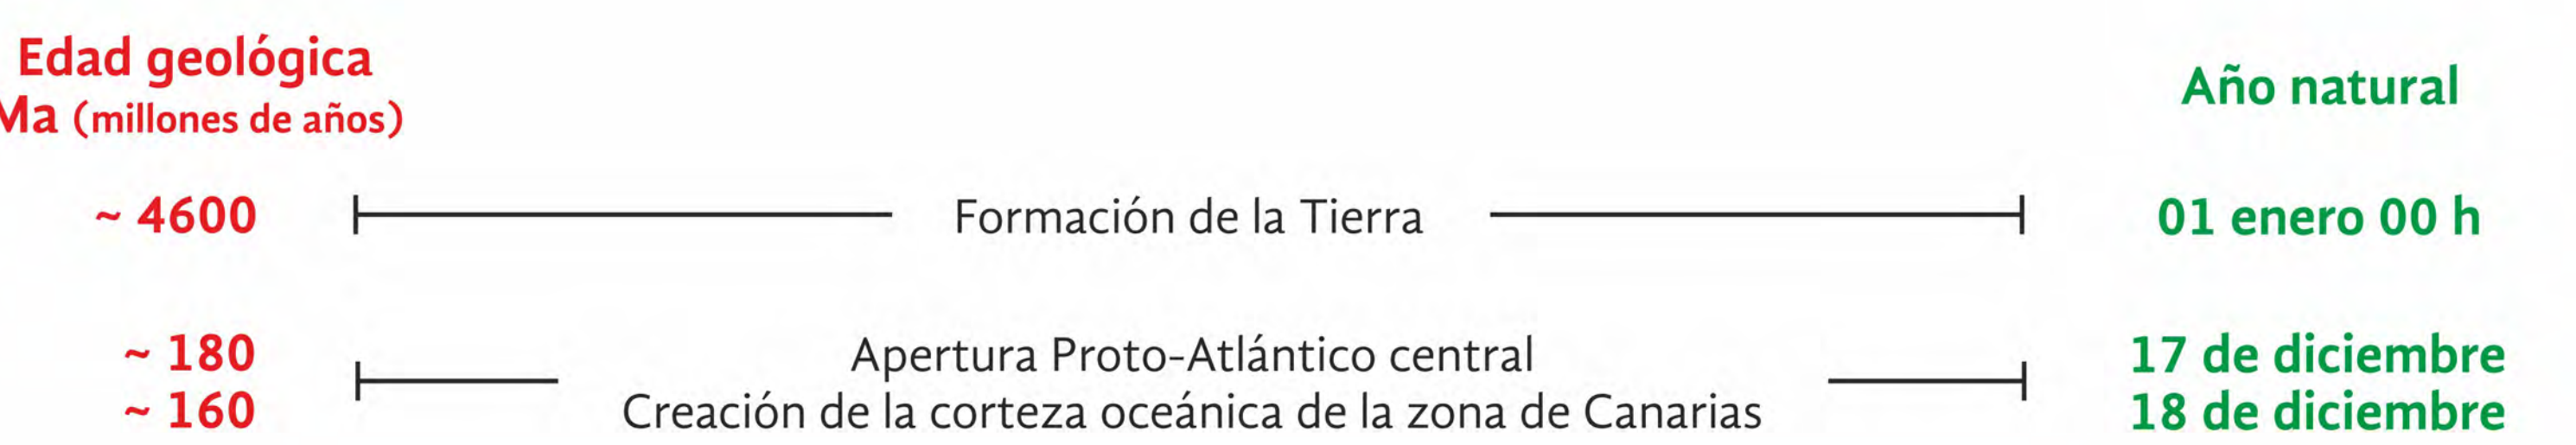 Edad geológica
Ma (millones de años)
Año natural
~ 4600 Formación de la Tierra 01 enero 00 h
~ 180 Apertura Proto-Atlántico central 17 de diciembre
~ 160 Creación de la corteza oceánica de la zona de Canarias 18 de diciembre